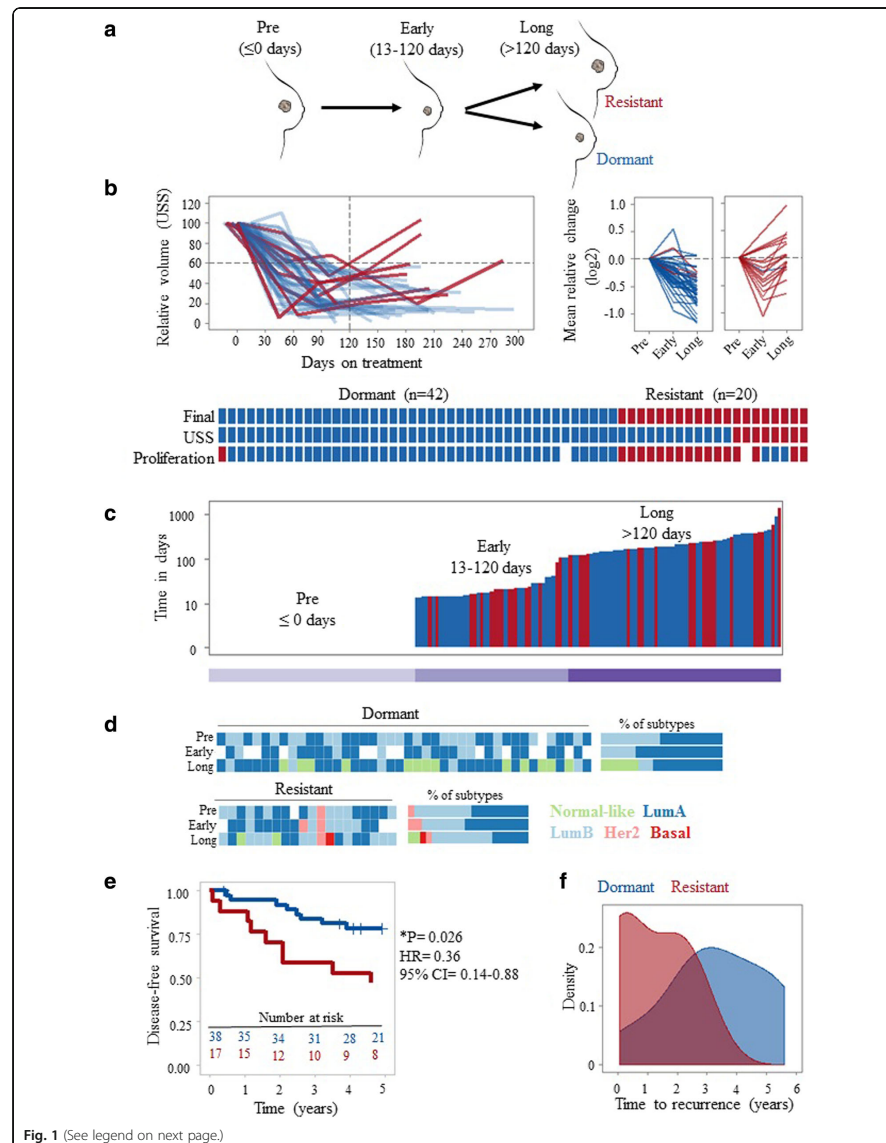 a
Pre
(≤0 days)
Early
(13-120 days)
Long
(>120 days)
Resistant
Dormant
b
Relative volume (USS)
120
100
80
60
40
20
0
0 30 60 90 120 150 180 210 240 270 300
Days on treatment
Mean relative change
(log2)
1.0
0.5
0.0
-0.5
-1.0
Pre
Early
Long
Pre
Early
Long
Dormant (n=42)
Resistant (n=20)
Final
USS
Proliferation
c
Time in days
1000
100
10
0
Pre
≤ 0 days
Early
13-120 days
Long
>120 days
d
Dormant
% of subtypes
Pre
Early
Long
Resistant
% of subtypes
Pre
Early
Long
Normal-like LumA
LumB Her2 Basal
e
Disease-free survival
1.00
0.75
0.50
0.25
0.00
*P= 0.026
HR= 0.36
95% CI= 0.14-0.88
Number at risk
38 35 34 31 28 21
17 15 12 10 9 8
0 1 2 3 4 5
Time (years)
f
Dormant Resistant
Density
0.2
0.1
0
0 1 2 3 4 5 6
Time to recurrence (years)
Fig. 1 (See legend on next page.)